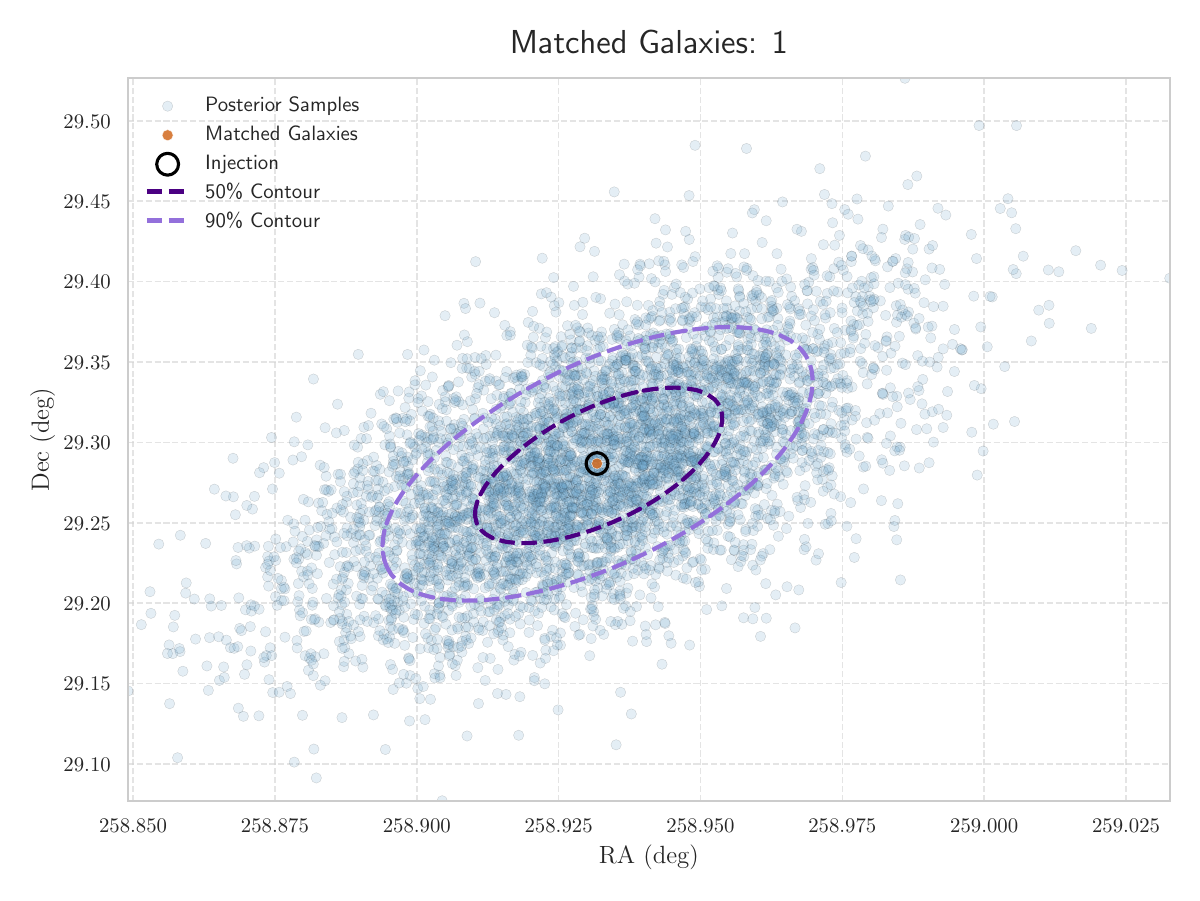 Matched Galaxies: 1
Posterior Samples
Matched Galaxies
Injection
50% Contour
90% Contour
29.50
29.45
29.40
29.35
29.30
29.25
29.20
29.15
29.10
Dec (deg)
258.850 258.875 258.900 258.925 258.950 258.975 259.000 259.025
RA (deg)